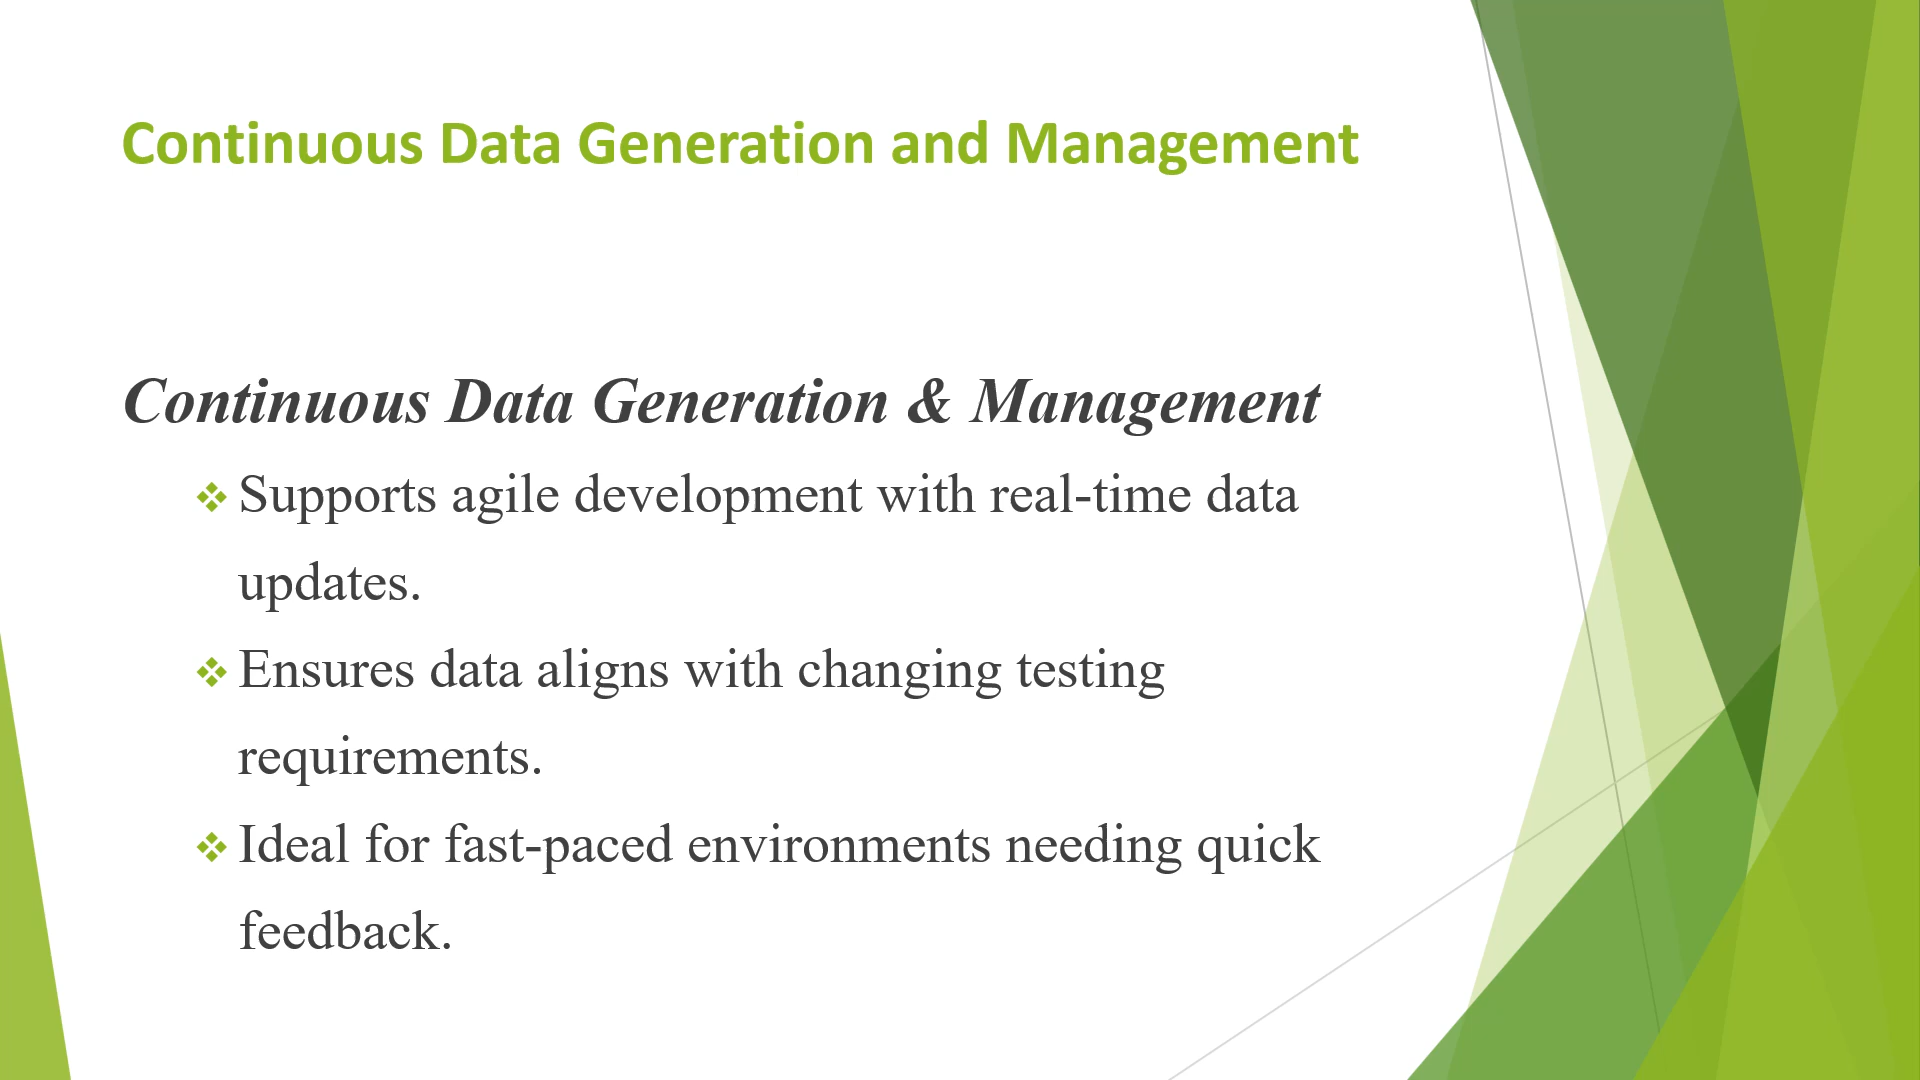 Continuous Data Generation and Management
Continuous Data Generation & Management
❖ Supports agile development with real-time data
updates.
❖ Ensures data aligns with changing testing
requirements.
❖ Ideal for fast-paced environments needing quick
feedback.